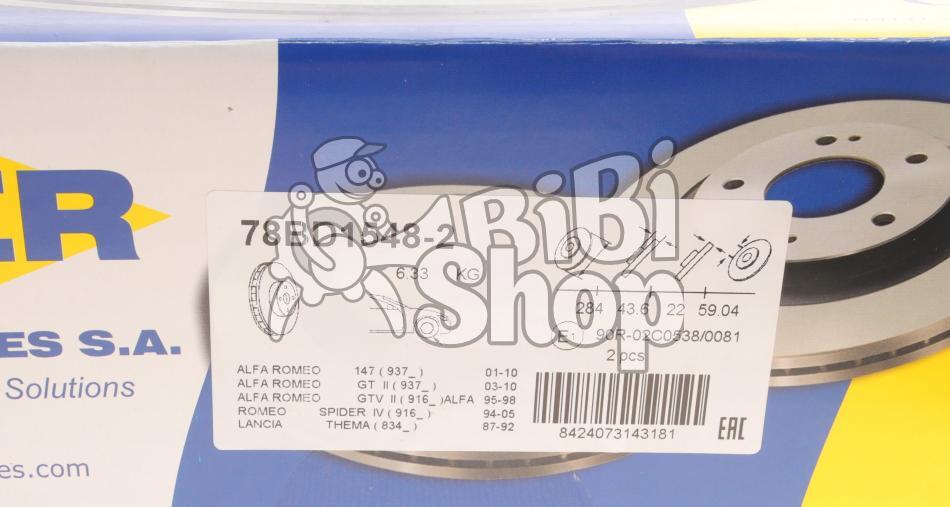 ER
ES S.A.
Solutions
es.com
78BD1548-2
6.33 KG
BiBi
Shop
284 43.6 22 59.04
E1 90R-02C0538/0081
2 pcs
ALFA ROMEO 147 ( 937_ ) 01-10
ALFA ROMEO GT II ( 937_ ) 03-10
ALFA ROMEO GTV II ( 916_ )ALFA 95-98
ROMEO SPIDER IV ( 916_ ) 94-05
LANCIA THEMA ( 834_ ) 87-92
8424073143181
EAC